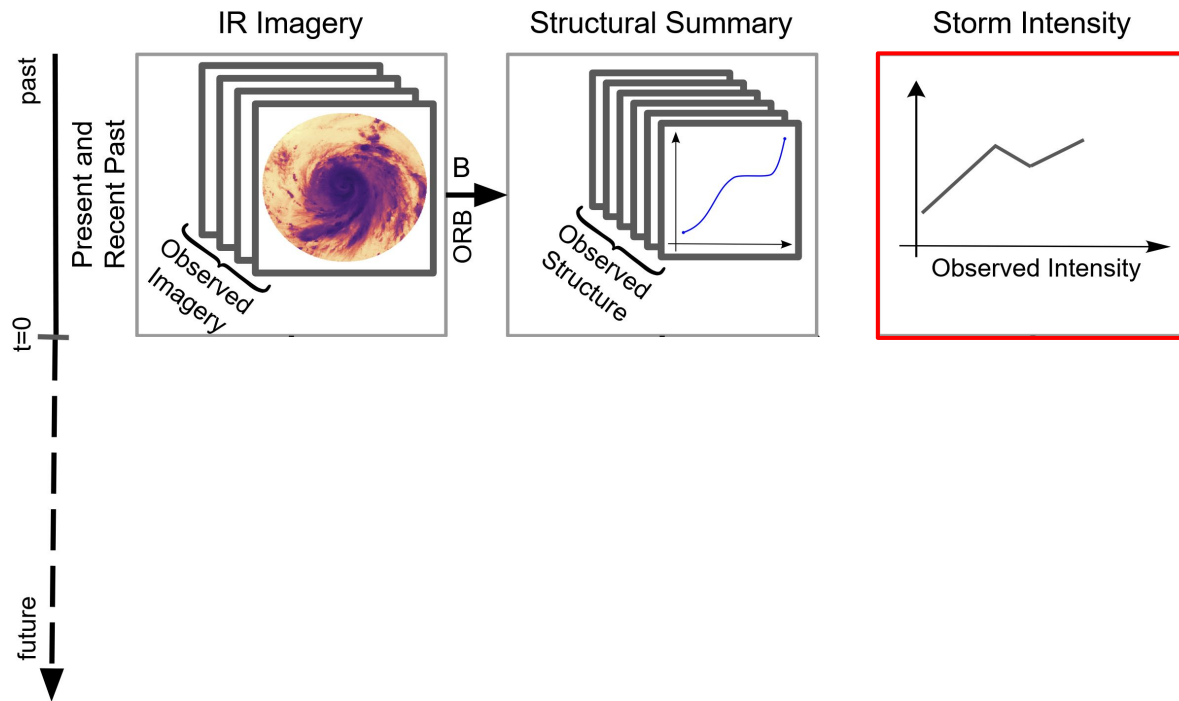 IR Imagery
Structural Summary
Storm Intensity
past
Present and
Recent Past
t=0
future
Observed
Imagery
B
ORB
Observed
Structure
Observed Intensity